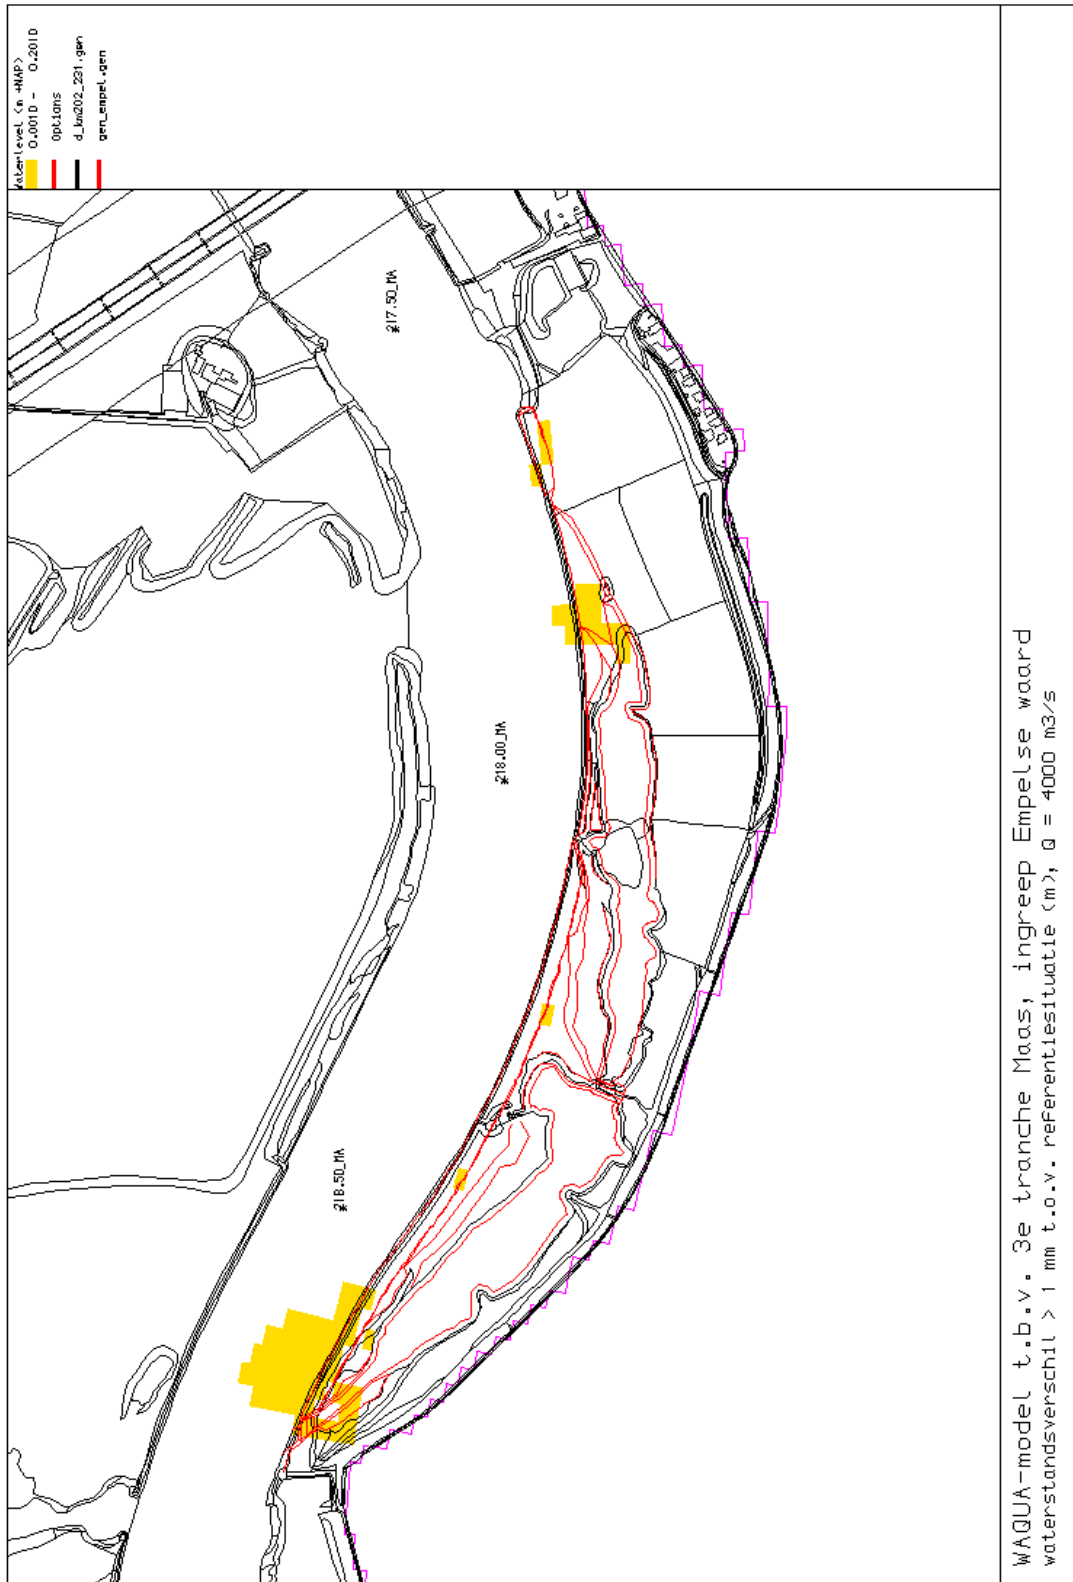 Waterlevel (m +NAP)
0.0010 - 0.2010
options
d_km202_231.gen
gen_empel.gen
217.50_MA
218.00_MA
218.50_MA
WAQUA-model t.b.v. 3e tranche Maas, ingreep Empelse waard
waterstandsverschil > 1 mm t.o.v. referentiesituatie (m), Q = 4000 m3/s